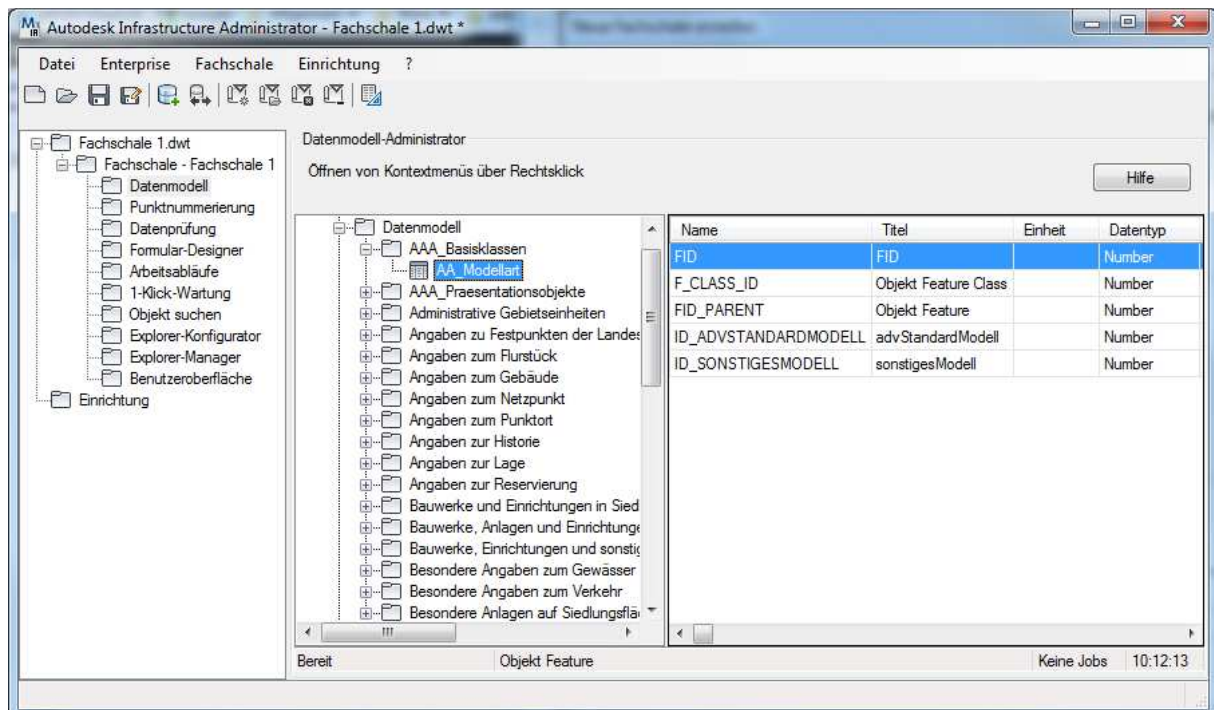 Autodesk Infrastructure Administrator - Fachschale 1.dwt *
Datei Enterprise Fachschale Einrichtung ?
Fachschale 1.dwt
Fachschale - Fachschale 1
Datenmodell
Punktnummerierung
Datenprüfung
Formular-Designer
Arbeitsabläufe
1-Klick-Wartung
Objekt suchen
Explorer-Konfigurator
Explorer-Manager
Benutzeroberfläche
Einrichtung
Datenmodell-Administrator
Öffnen von Kontextmenüs über Rechtsklick
Hilfe
Datenmodell
AAA_Basisklassen
AA_Modellart
AAA_Praesentationsobjekte
Administrative Gebietseinheiten
Angaben zu Festpunkten der Landes
Angaben zum Flurstück
Angaben zum Gebäude
Angaben zum Netzpunkt
Angaben zum Punktort
Angaben zur Historie
Angaben zur Lage
Angaben zur Reservierung
Bauwerke und Einrichtungen in Sied
Bauwerke, Anlagen und Einrichtunge
Bauwerke, Einrichtungen und sonstig
Besondere Angaben zum Gewässer
Besondere Angaben zum Verkehr
Besondere Anlagen auf Siedlungsflä
Name Titel Einheit Datentyp
FID FID Number
F_CLASS_ID Objekt Feature Class Number
FID_PARENT Objekt Feature Number
ID_ADVSTANDARDMODELL advStandardModell Number
ID_SONSTIGESMODELL sonstigesModell Number
Bereit Objekt Feature Keine Jobs 10:12:13